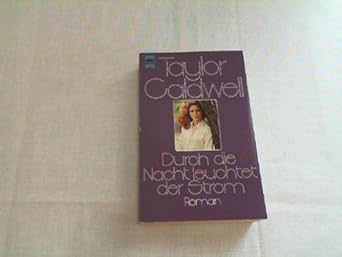 Taylor
Caldwell
Durch die
Nacht leuchtet
der Strom
Roman